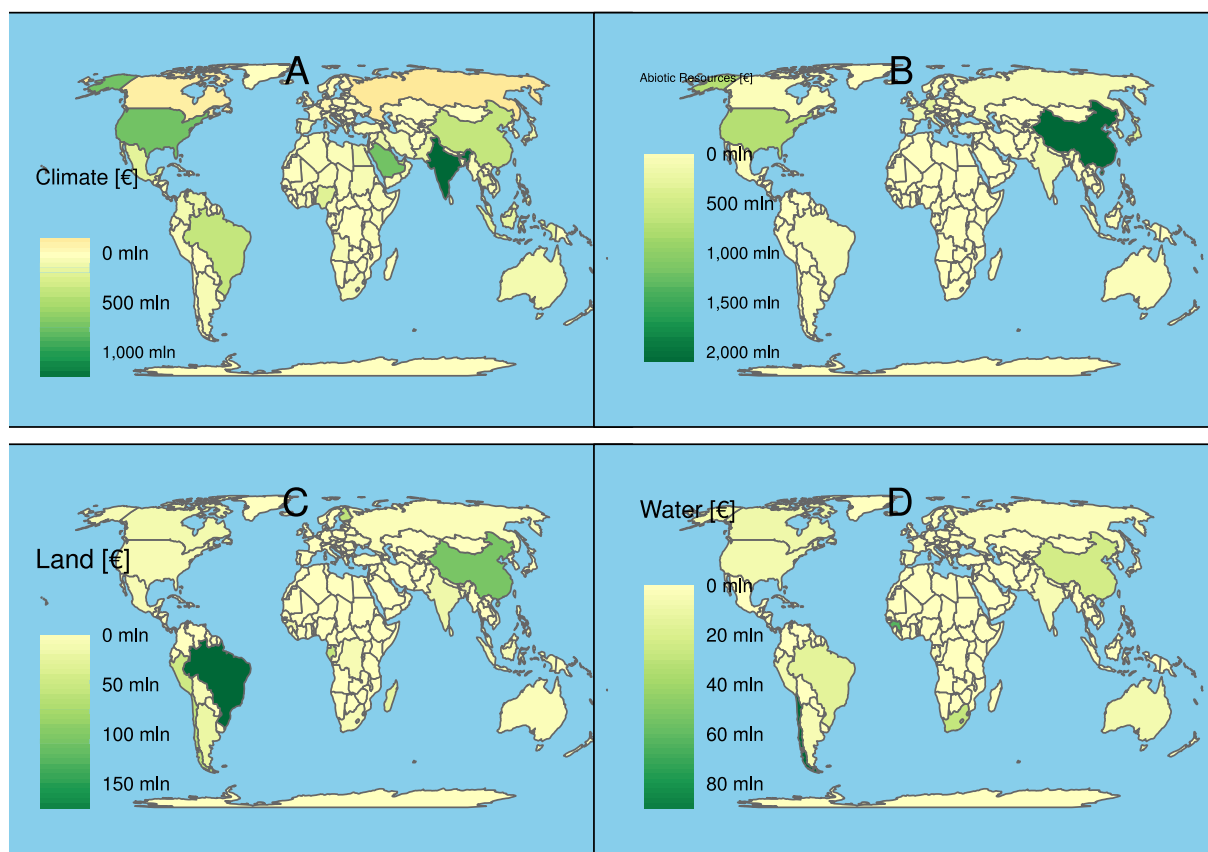 A
Climate [€]
0 mln
500 mln
1,000 mln
B
Abiotic Resources [€]
0 mln
500 mln
1,000 mln
1,500 mln
2,000 mln
C
Land [€]
0 mln
50 mln
100 mln
150 mln
D
Water [€]
0 mln
20 mln
40 mln
60 mln
80 mln